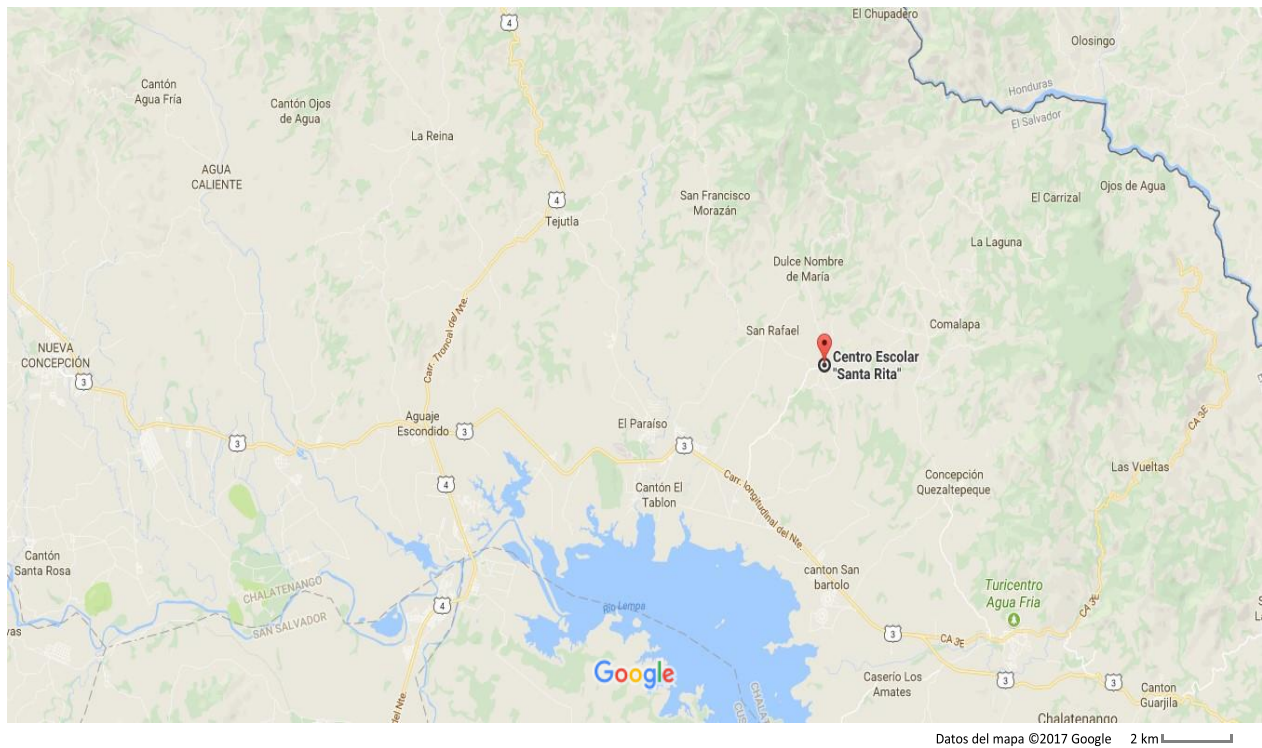 4
El Chupadero
Olosingo
Cantón
Agua Fría
Cantón Ojos
de Agua
Honduras
El Salvador
La Reina
AGUA
CALIENTE
San Francisco
Morazán
El Carrizal
Ojos de Agua
4
Tejutla
La Laguna
Dulce Nombre
de María
Carr. Troncal del Nte.
San Rafael
Comalapa
NUEVA
CONCEPCIÓN
3
Centro Escolar
"Santa Rita"
Aguaje
Escondido
3
3
El Paraíso
3
CA 3E
4
Cantón El
Tablon
Carr. longitudinal del Nte.
Concepción
Quezaltepeque
Las Vueltas
Cantón
Santa Rosa
CHALATENANGO
SAN SALVADOR
canton San
bartolo
Turicentro
Agua Fria
4
Río Lempa
CA 3E
vas
3
CA 3E
Google
Caserío Los
Amates
3
3
Canton
Guarjila
del Nte.
Chalatenango
Datos del mapa ©2017 Google 2 km